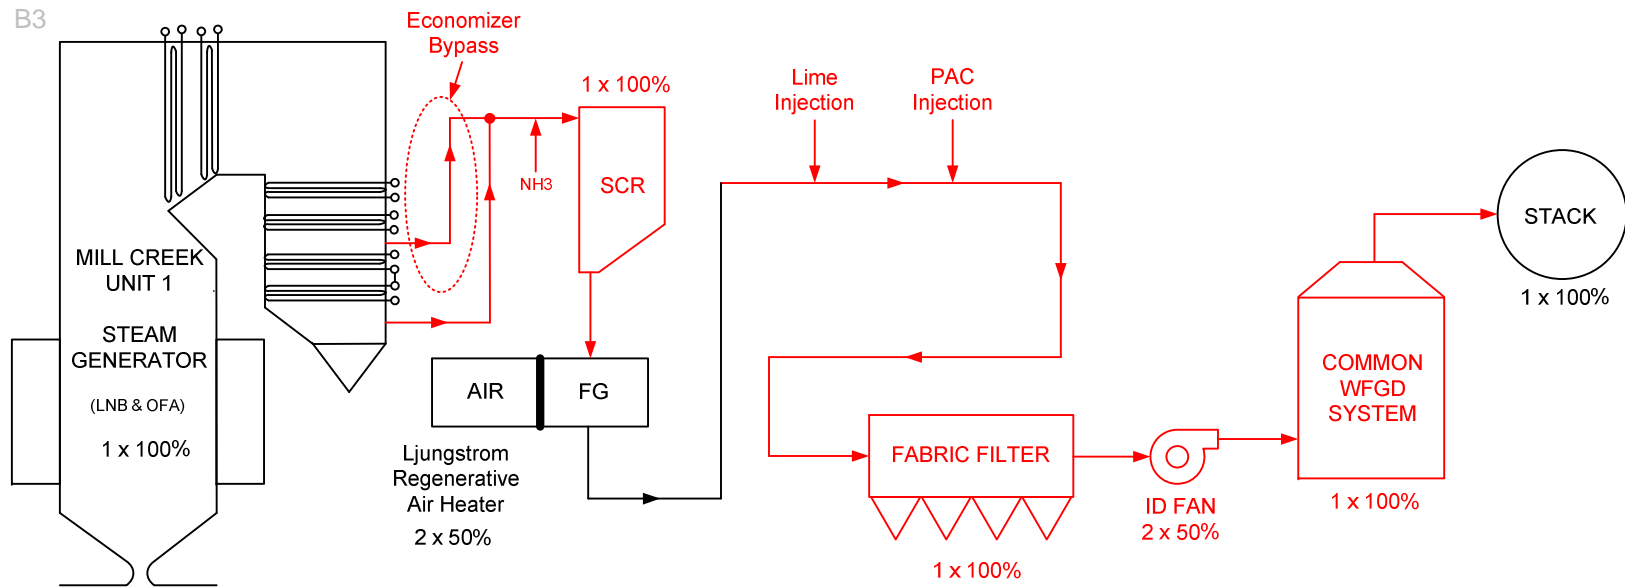 B3
Economizer
Bypass
1 x 100%
Lime
Injection
PAC
Injection
NH3
SCR
STACK
1 x 100%
MILL CREEK
UNIT 1
STEAM
GENERATOR
(LNB & OFA)
1 x 100%
AIR
FG
Ljungstrom
Regenerative
Air Heater
2 x 50%
FABRIC FILTER
1 x 100%
ID FAN
2 x 50%
COMMON
WFGD
SYSTEM
1 x 100%